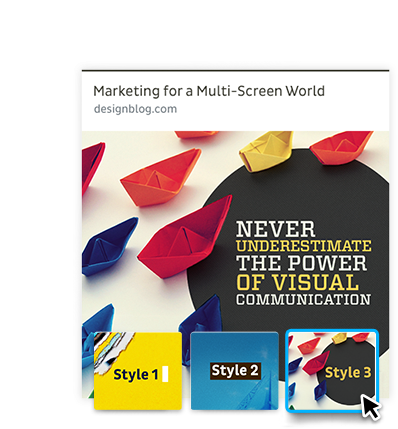 Marketing for a Multi-Screen World
designblog.com
NEVER
UNDERESTIMATE
THE POWER
OF VISUAL
COMMUNICATION
Style 1
Style 2
Style 3